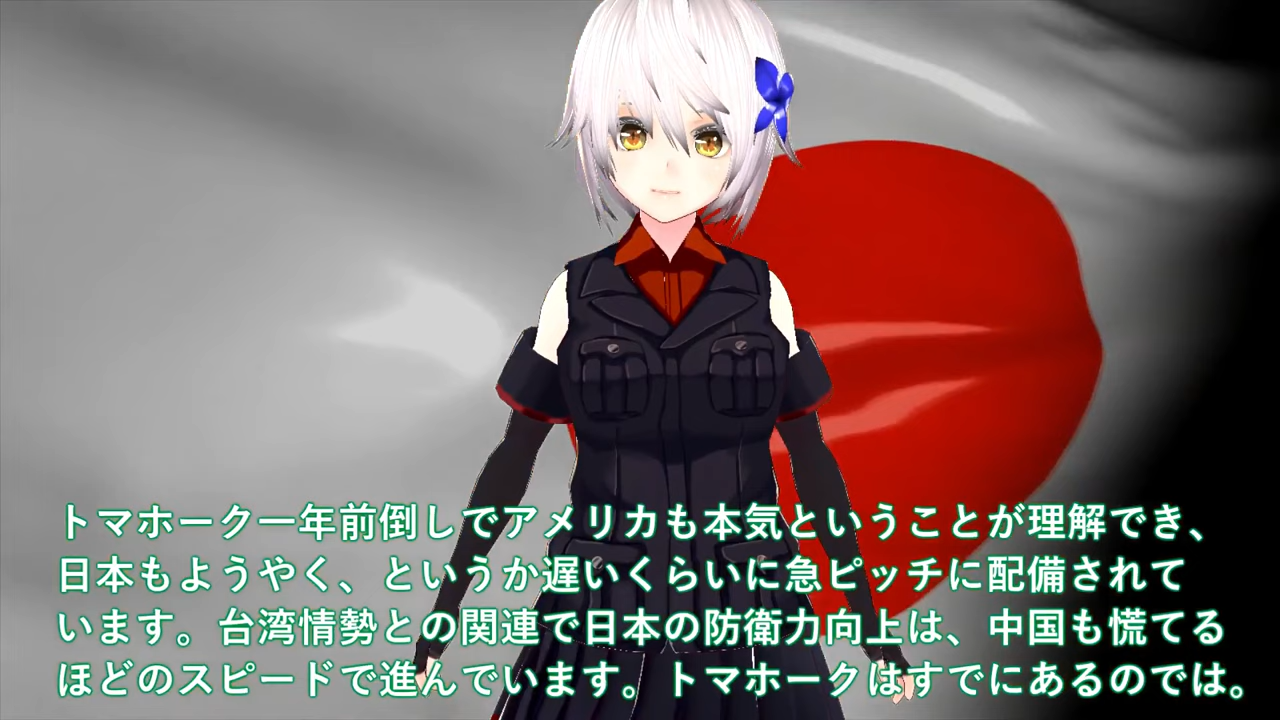 トマホーク一年前倒しでアメリカも本気ということが理解でき、
日本もようやく、というか遅いくらいに急ピッチに配備されて
います。台湾情勢との関連で日本の防衛力向上は、中国も慌てる
ほどのスピードで進んでいます。トマホークはすでにあるのでは。